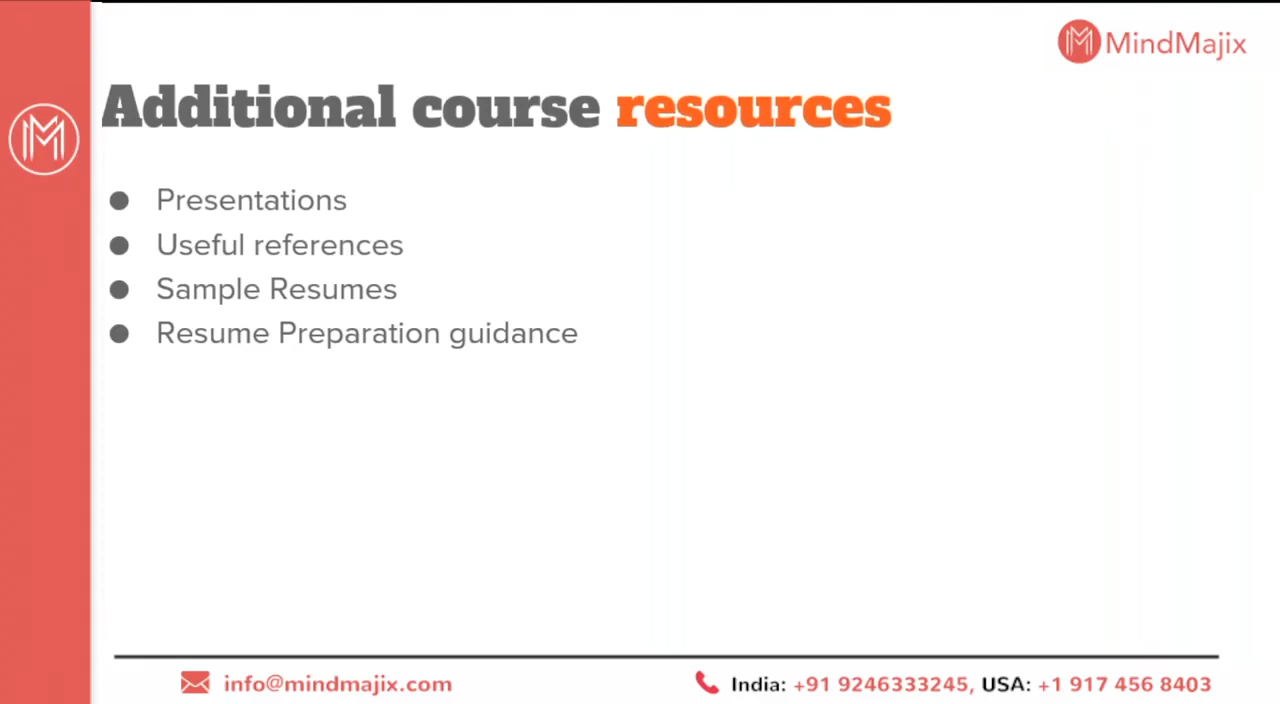 MindMajix
Additional course resources
● Presentations
● Useful references
● Sample Resumes
● Resume Preparation guidance
info@mindmajix.com
India: +91 9246333245, USA: +1 917 456 8403